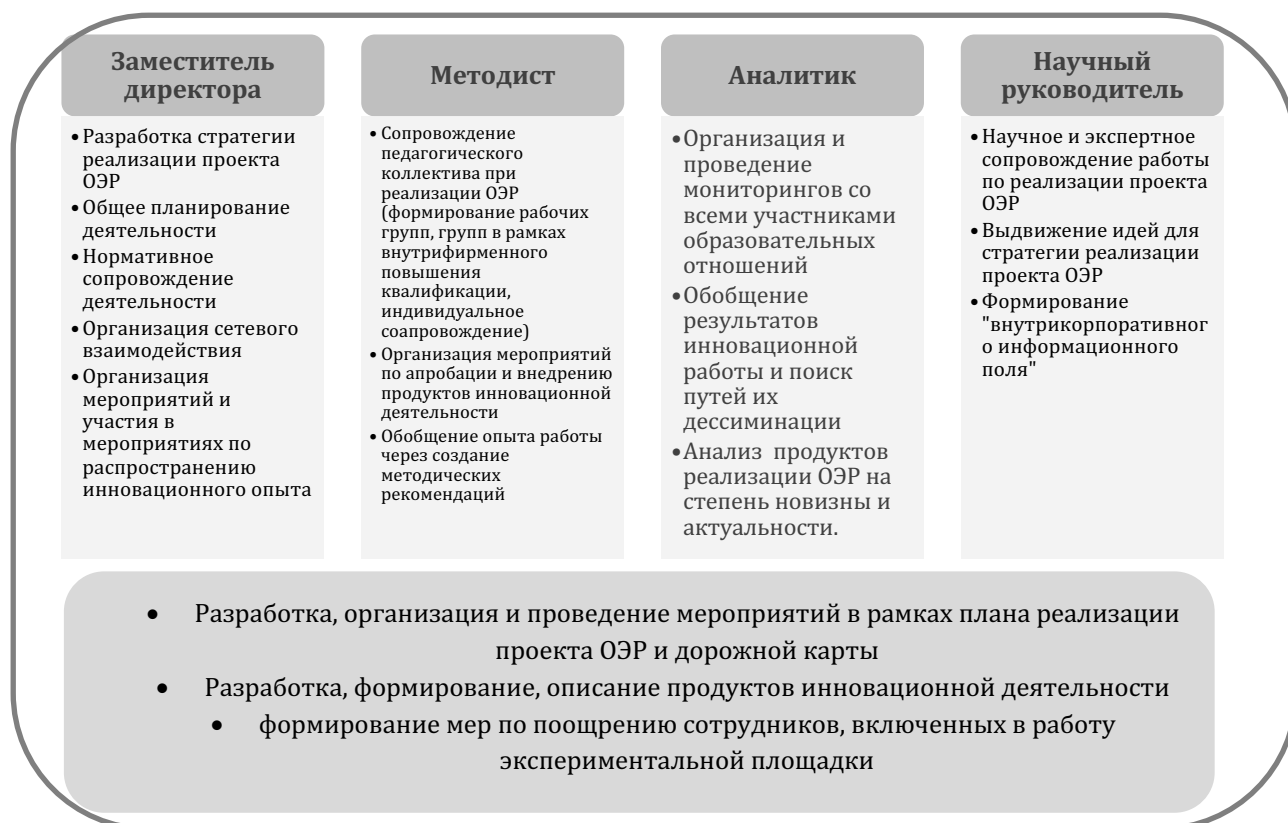 Заместитель
директора
• Разработка стратегии
реализации проекта
ОЭР
• Общее планирование
деятельности
• Нормативное
сопровождение
деятельности
• Организация сетевого
взаимодействия
• Организация
мероприятий и
участия в
мероприятиях по
распространению
инновационного опыта
Методист
• Сопровождение
педагогического
коллектива при
реализации ОЭР
(формирование рабочих
групп, групп в рамках
внутрифирменного
повышения
квалификации,
индивидуальное
соапровождение)
• Организация мероприятий
по апробации и внедрению
продуктов инновационной
деятельности
• Обобщение опыта работы
через создание
методических
рекомендаций
Аналитик
• Организация и
проведение
мониторингов со
всеми участниками
образовательных
отношений
• Обобщение
результатов
инновационной
работы и поиск
путей их
дессиминации
• Анализ продуктов
реализации ОЭР на
степень новизны и
актуальности.
Научный
руководитель
• Научное и экспертное
сопровождение работы
по реализации проекта
ОЭР
• Выдвижение идей для
стратегии реализации
проекта ОЭР
• Формирование
"внутрикорпоративног
о информационного
поля"
• Разработка, организация и проведение мероприятий в рамках плана реализации
проекта ОЭР и дорожной карты
• Разработка, формирование, описание продуктов инновационной деятельности
• формирование мер по поощрению сотрудников, включенных в работу
экспериментальной площадки